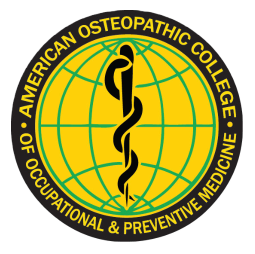 AMERICAN OSTEOPATHIC COLLEGE
• OF OCCUPATIONAL & PREVENTIVE MEDICINE •